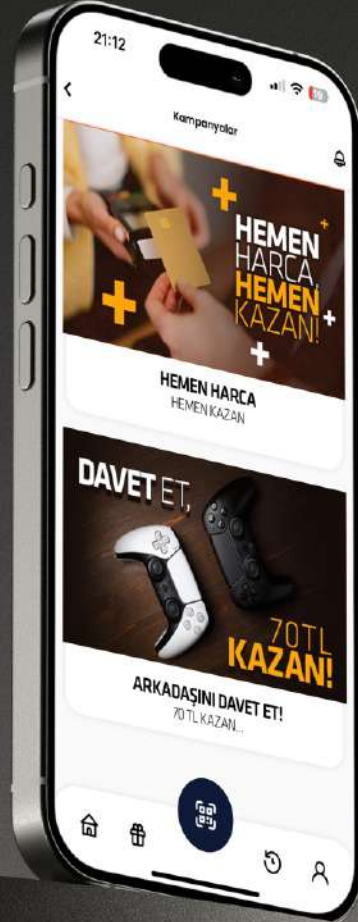 21:12
Kampanyalar
HEMEN
HARCA,
HEMEN
KAZAN!
HEMEN HARCA
HEMEN KAZAN
DAVET ET,
70TL
KAZAN!
ARKADAŞINI DAVET ET!
70 TL KAZAN...